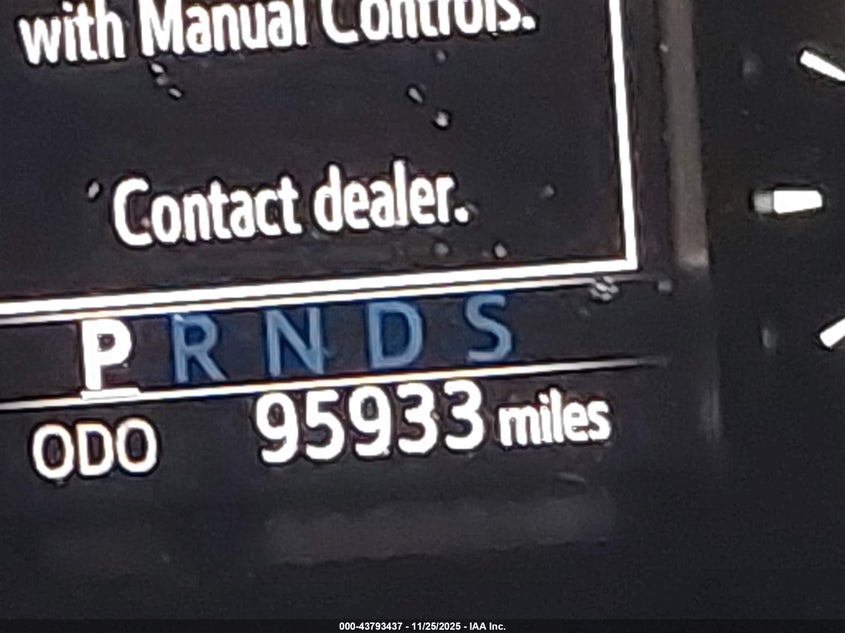 with Manual Controls.
Contact dealer.
P R N D S
ODO 95933 miles
000-43793437 - 11/25/2025 - IAA Inc.